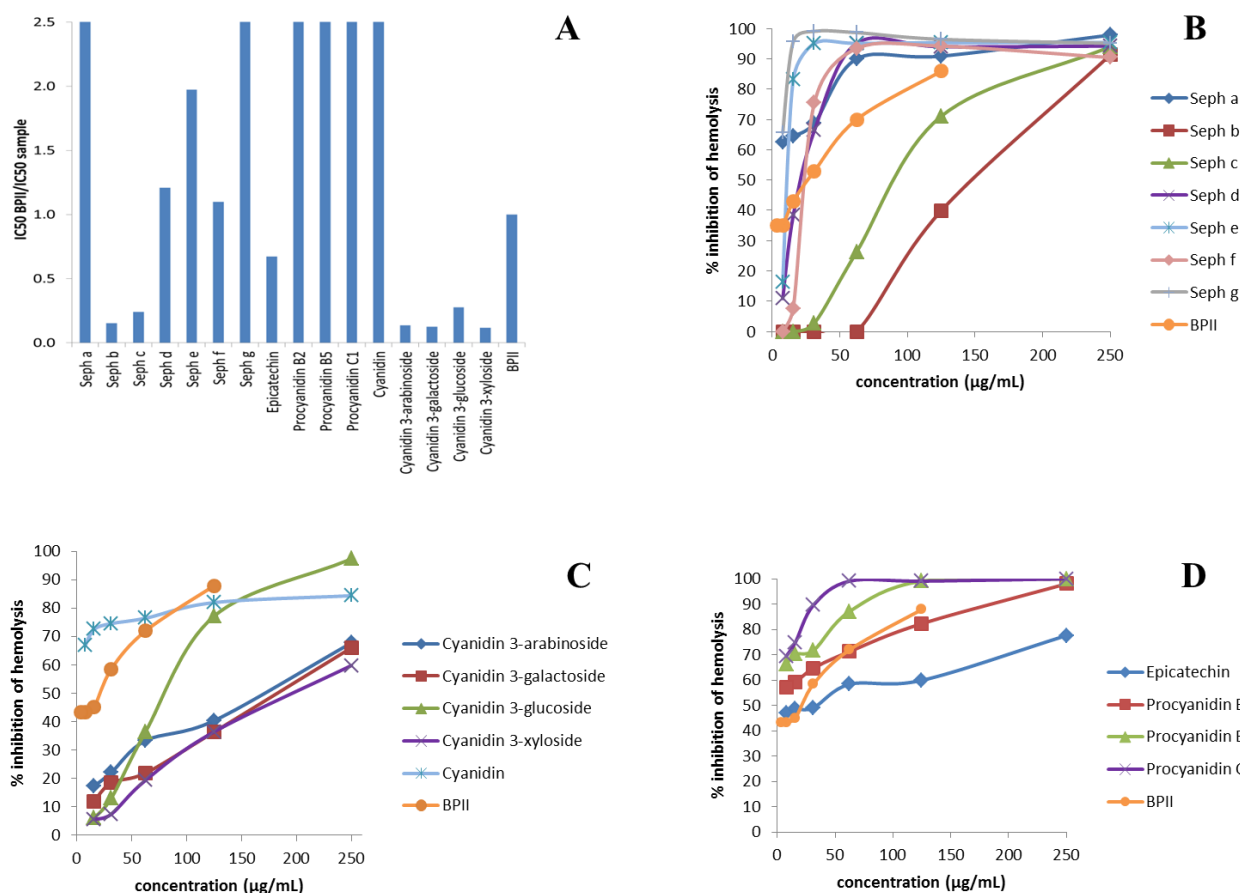 A
IC50 BPII/IC50 sample
2.5
2.0
1.5
1.0
0.5
0.0
Seph a
Seph b
Seph c
Seph d
Seph e
Seph f
Seph g
Epicatechin
Procyanidin B2
Procyanidin B5
Procyanidin C1
Cyanidin
Cyanidin 3-arabinoside
Cyanidin 3-galactoside
Cyanidin 3-glucoside
Cyanidin 3-xyloside
BPII
B
% inhibition of hemolysis
100
90
80
70
60
50
40
30
20
10
0
0 50 100 150 200 250
concentration (µg/mL)
Seph a
Seph b
Seph c
Seph d
Seph e
Seph f
Seph g
BPII
C
% inhibition of hemolysis
100
90
80
70
60
50
40
30
20
10
0
0 50 100 150 200 250
concentration (µg/mL)
Cyanidin 3-arabinoside
Cyanidin 3-galactoside
Cyanidin 3-glucoside
Cyanidin 3-xyloside
Cyanidin
BPII
D
% inhibition of hemolysis
100
90
80
70
60
50
40
30
20
10
0
0 50 100 150 200 250
concentration (µg/mL)
Epicatechin
Procyanidin B
Procyanidin B
Procyanidin C
BPII